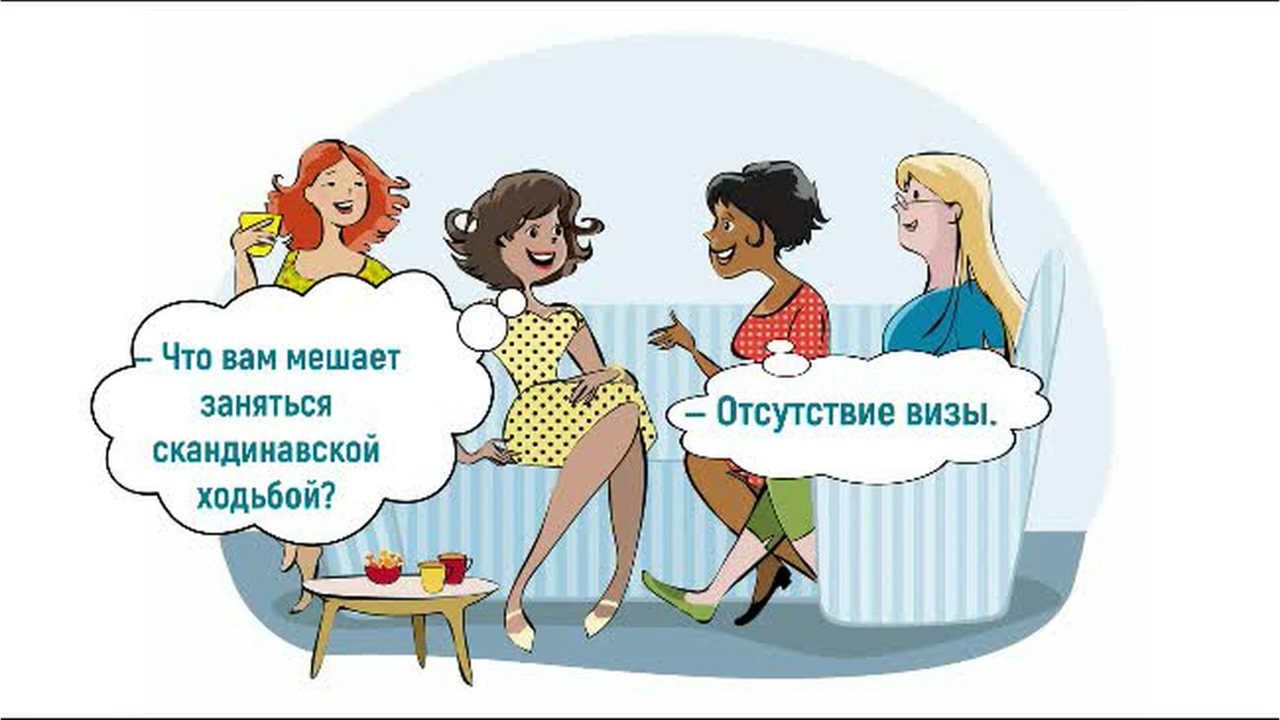 – Что вам мешает
заняться
скандинавской
ходьбой?
– Отсутствие визы.